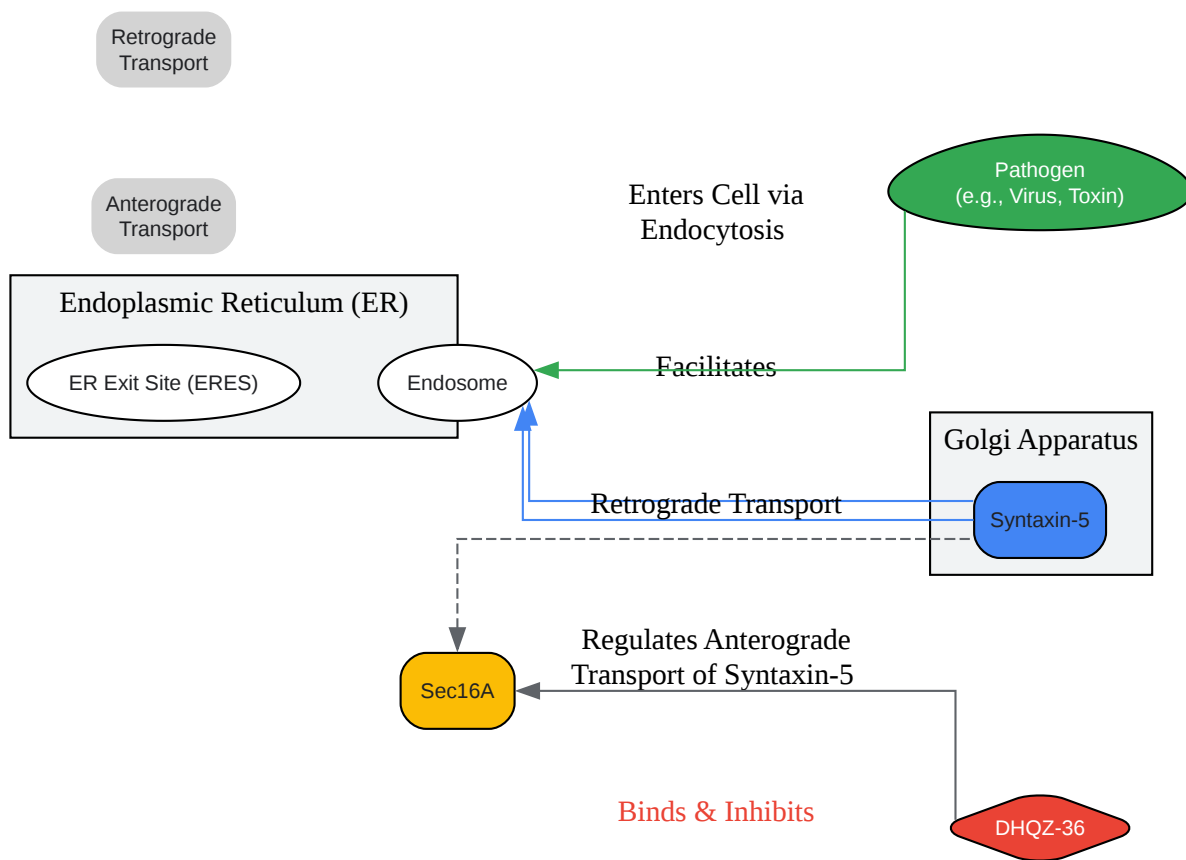 Retrograde
Transport
Pathogen
(e.g., Virus, Toxin)
Enters Cell via
Endocytosis
Anterograde
Transport
Endoplasmic Reticulum (ER)
ER Exit Site (ERES)
Endosome
Facilitates
Golgi Apparatus
Retrograde Transport
Syntaxin-5
Regulates Anterograde
Transport of Syntaxin-5
Sec16A
Binds & Inhibits
DHQZ-36